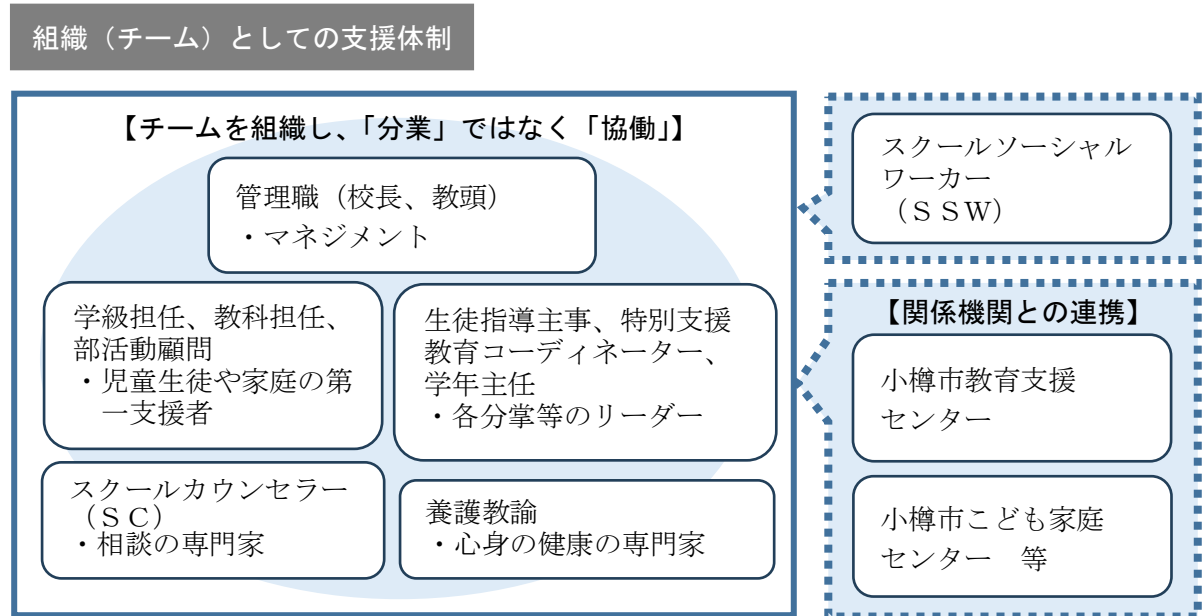 組織（チーム）としての支援体制
【チームを組織し、「分業」ではなく「協働」】
管理職（校長、教頭）
・マネジメント
学級担任、教科担任、
部活動顧問
・児童生徒や家庭の第
一支援者
生徒指導主事、特別支援
教育コーディネーター、
学年主任
・各分掌等のリーダー
スクールカウンセラー
（ＳＣ）
・相談の専門家
養護教諭
・心身の健康の専門家
スクールソーシャル
ワーカー
（ＳＳＷ）
【関係機関との連携】
小樽市教育支援
センター
小樽市こども家庭
センター　等